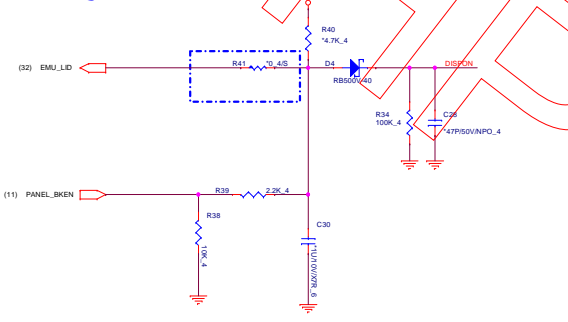 R40
*4.7K_4
(32) EMU_LID
R41
*0_4/S
D4
DISPON
RB500V-40
R34
100K_4
C28
*47P/50V/NPO_4
(11) PANEL_BKEN
R39
2.2K_4
R38
10K_4
C30
*1U/10V/X7R_6